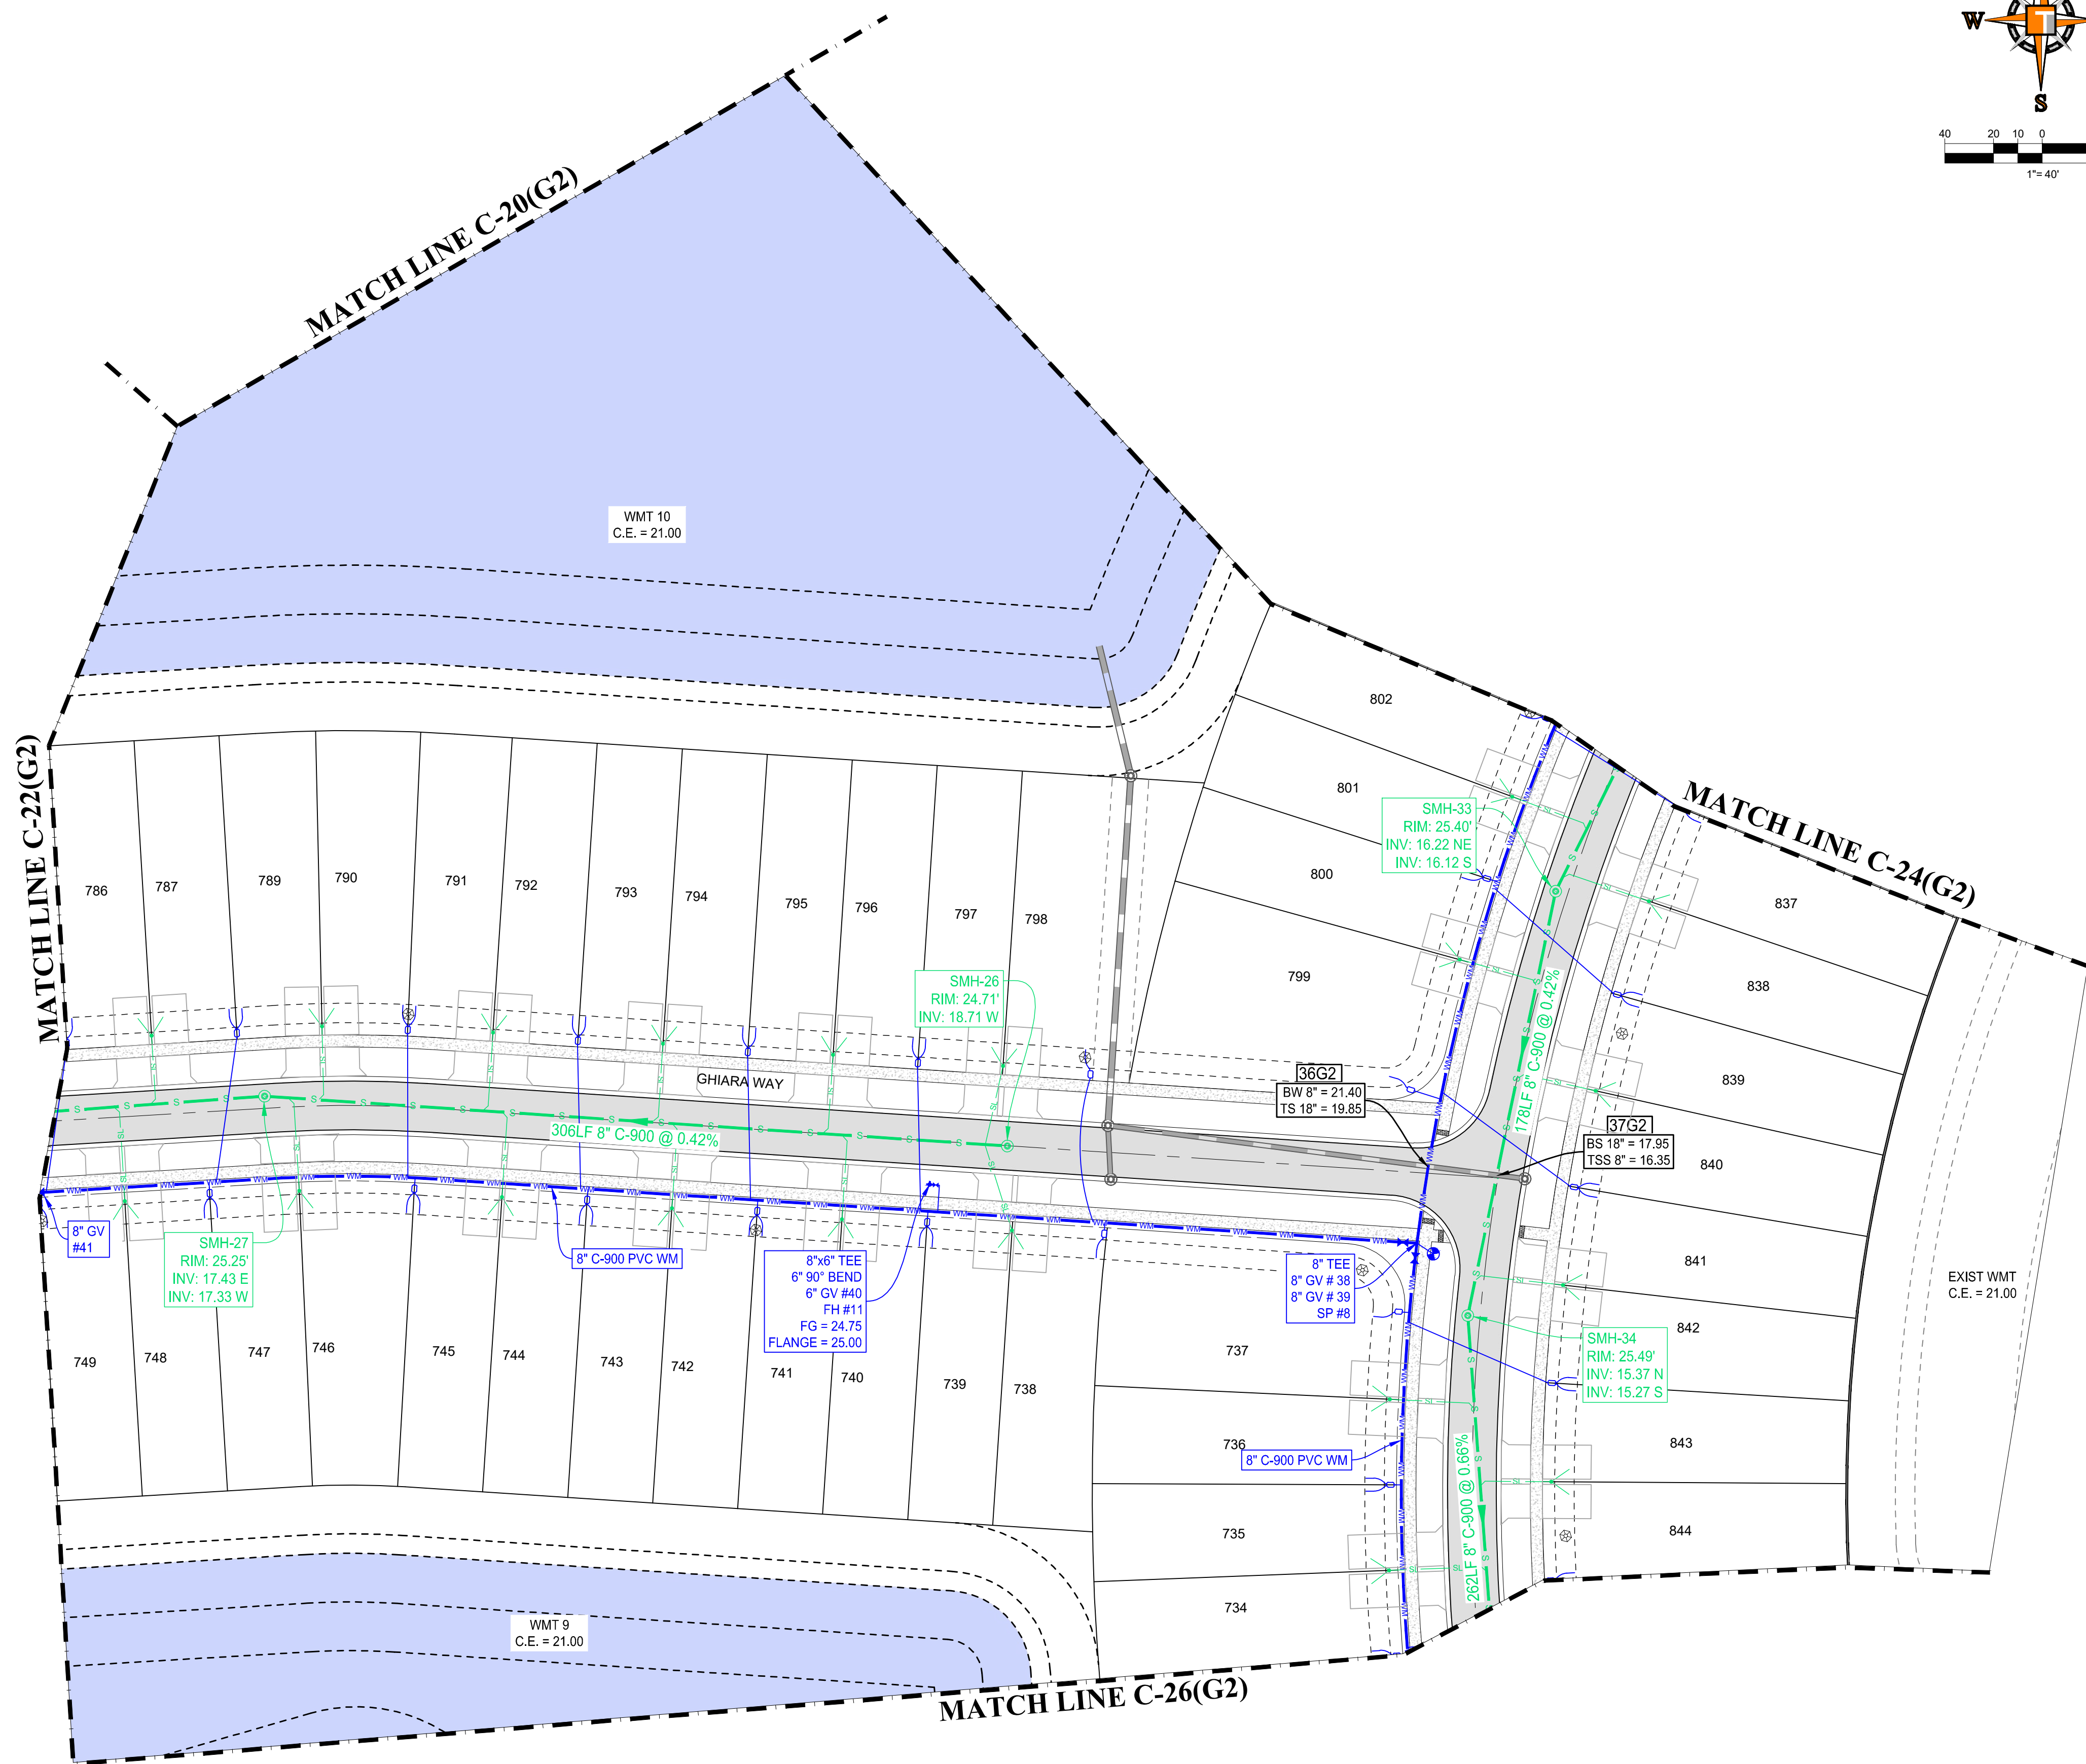 W
T
S
40 20 10 0
1"= 40'
MATCH LINE C-20(G2)
WMT 10
C.E. = 21.00
MATCH LINE C-22(G2)
MATCH LINE C-24(G2)
802
801
800
799
SMH-33
RIM: 25.40'
INV: 16.22 NE
INV: 16.12 S
837
838
839
840
841
842
843
844
786
787
789
790
791
792
793
794
795
796
797
798
SMH-26
RIM: 24.71'
INV: 18.71 W
GHIARA WAY
306LF 8" C-900 @ 0.42%
178LF 8" C-900 @ 0.42%
36G2
BW 8" = 21.40
TS 18" = 19.85
37G2
BS 18" = 17.95
TSS 8" = 16.35
8" GV
#41
SMH-27
RIM: 25.25'
INV: 17.43 E
INV: 17.33 W
8" C-900 PVC WM
8"x6" TEE
6" 90° BEND
6" GV #40
FH #11
FG = 24.75
FLANGE = 25.00
8" TEE
8" GV # 38
8" GV # 39
SP #8
EXIST WMT
C.E. = 21.00
SMH-34
RIM: 25.49'
INV: 15.37 N
INV: 15.27 S
749
748
747
746
745
744
743
742
741
740
739
738
737
736
735
734
8" C-900 PVC WM
262LF 8" C-900 @ 0.66%
WMT 9
C.E. = 21.00
MATCH LINE C-26(G2)